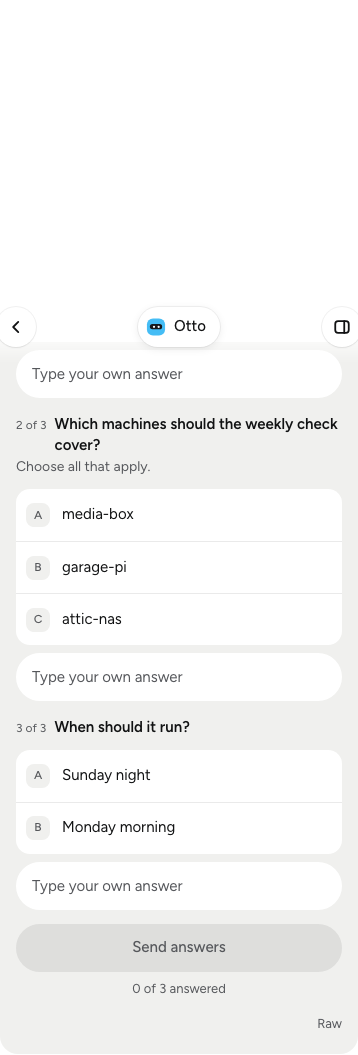 Otto
Type your own answer
2 of 3 Which machines should the weekly check
cover?
Choose all that apply.
A media-box
B garage-pi
C attic-nas
Type your own answer
3 of 3 When should it run?
A Sunday night
B Monday morning
Type your own answer
Send answers
0 of 3 answered
Raw